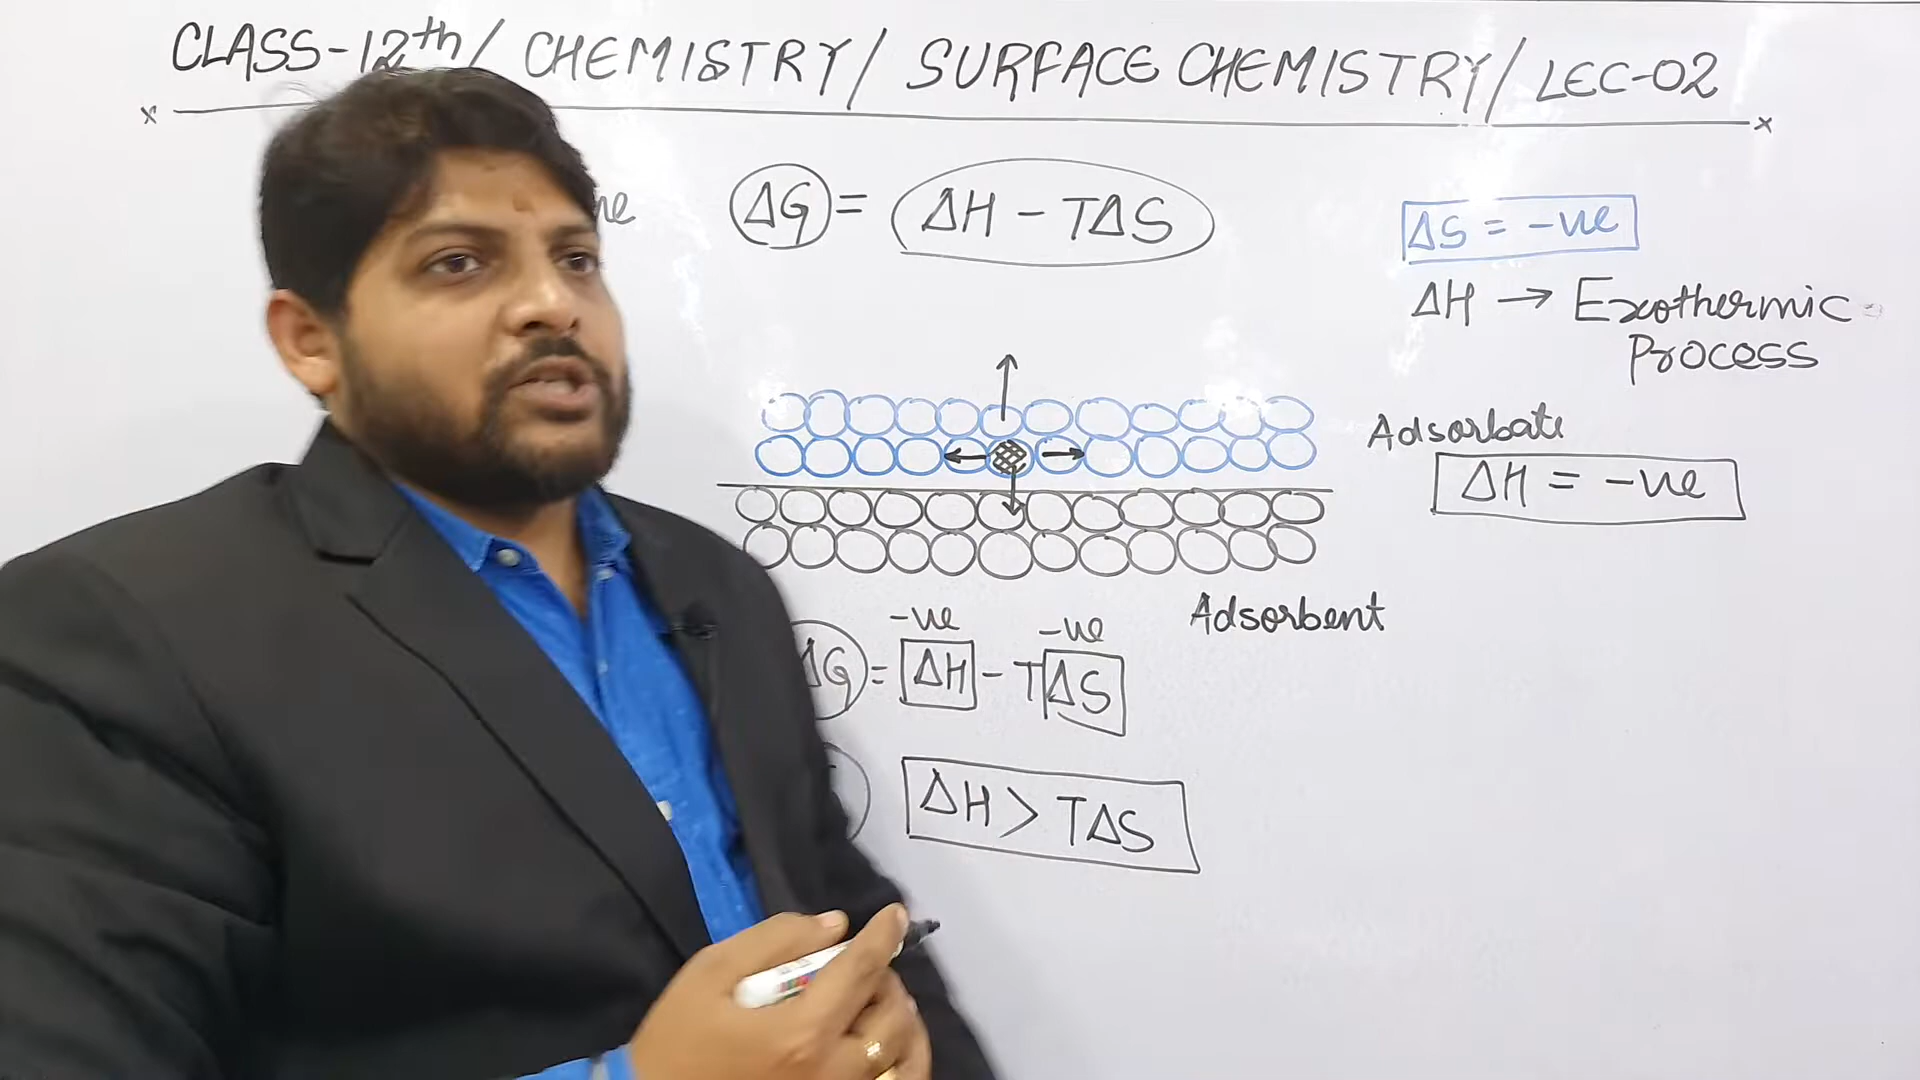 CLASS-12th/ CHEMISTRY/ SURFACE CHEMISTRY/ LEC-02
ΔG = ΔH - TΔS
ΔS = -ve
ΔH → Exothermic
Process
Adsorbate
ΔH = -ve
Adsorbent
-ve -ve
ΔG = ΔH - TΔS
ΔH > TΔS